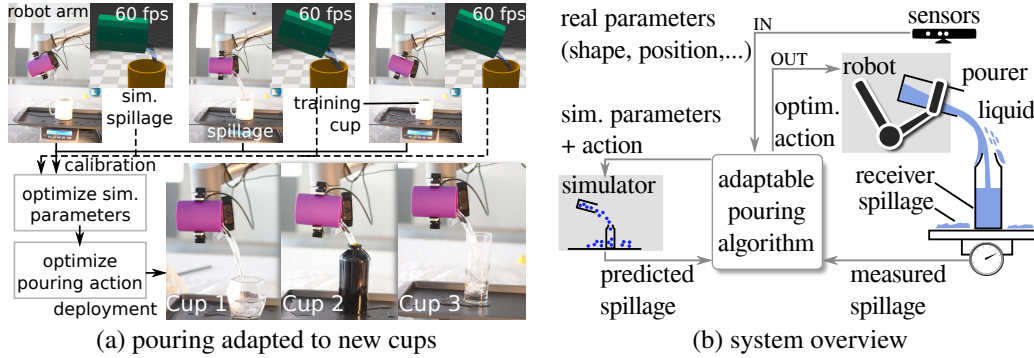 robot arm
60 fps
60 fps
60 fps
sim.
spillage
spillage
training
cup
calibration
optimize sim.
parameters
optimize
pouring action
deployment
Cup 1
Cup 2
Cup 3
(a) pouring adapted to new cups
real parameters
(shape, position,...)
IN
OUT
sensors
robot
pourer
liquid
optim.
action
sim. parameters
+ action
simulator
adaptable
pouring
algorithm
receiver
spillage
predicted
spillage
measured
spillage
(b) system overview